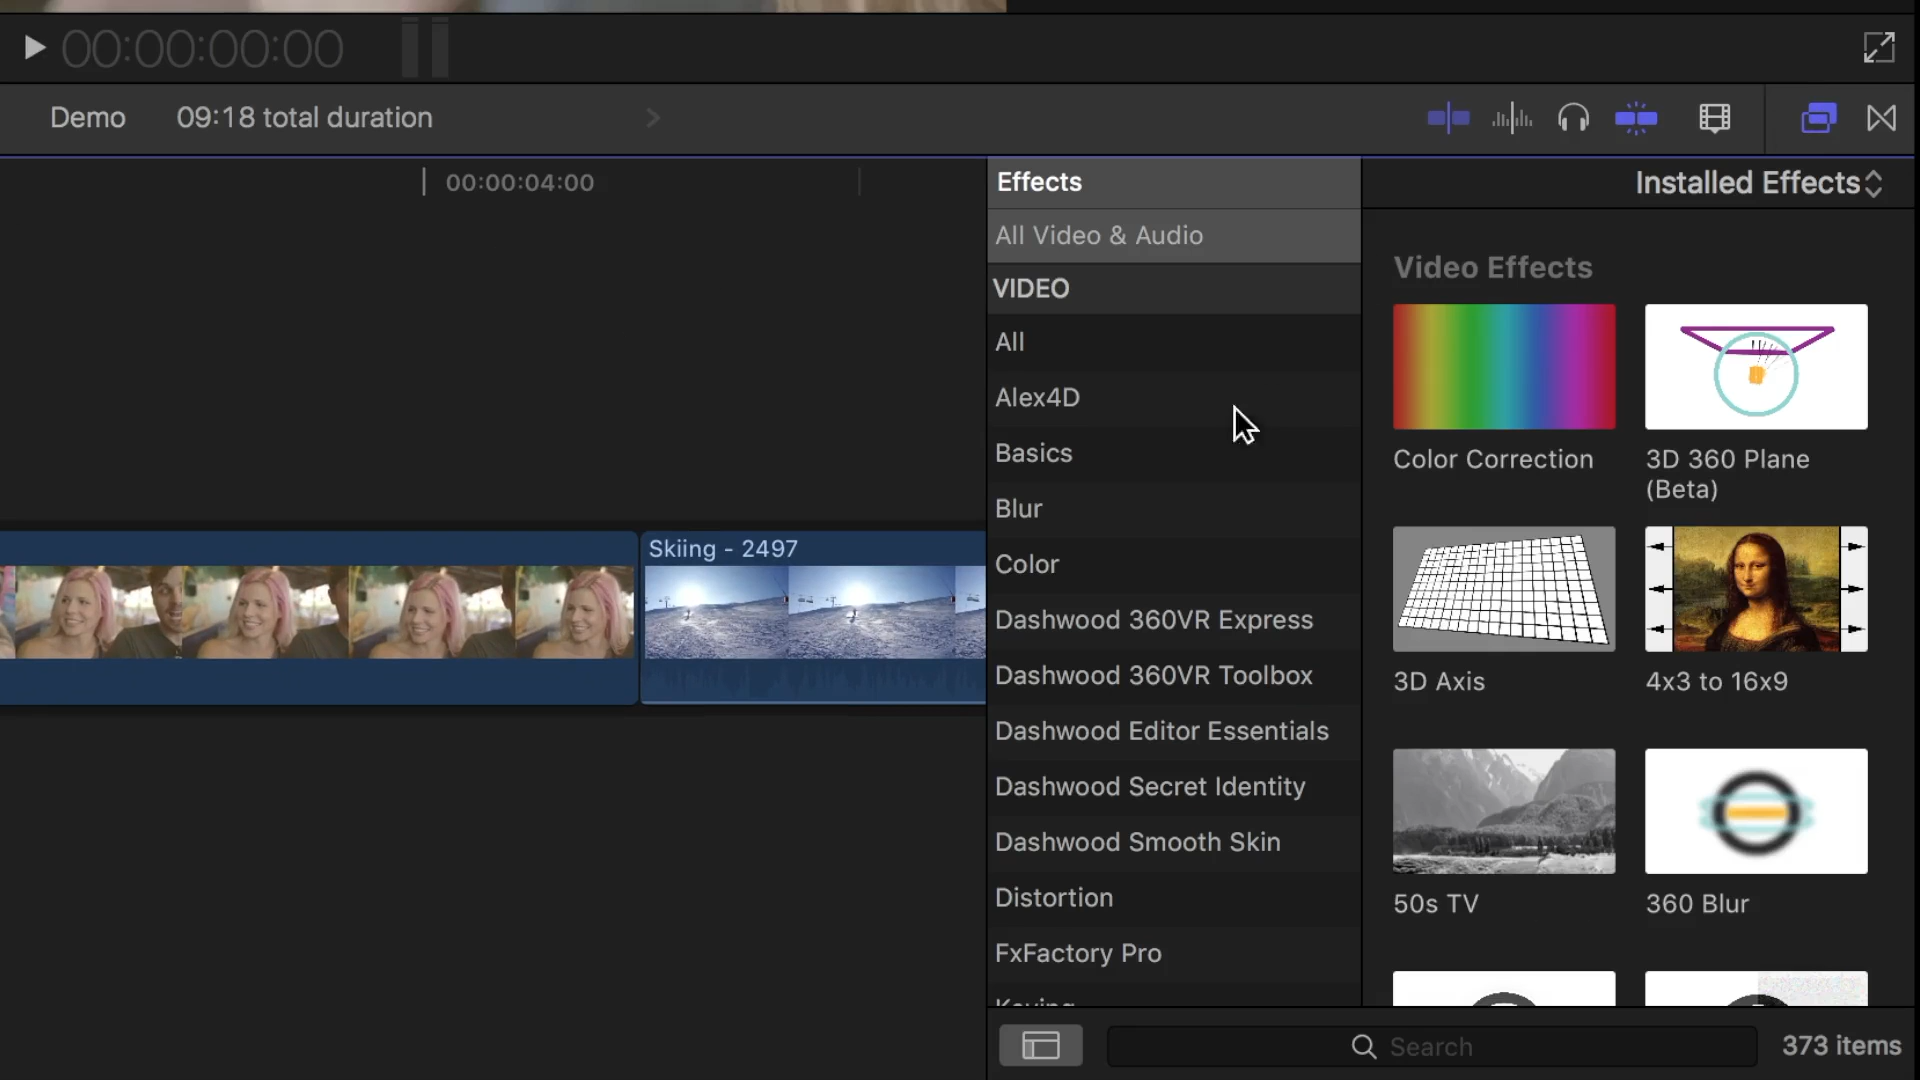 00:00:00:00
Demo
09:18 total duration
00:00:04:00
Effects
Installed Effects
All Video & Audio
VIDEO
All
Alex4D
Basics
Blur
Color
Dashwood 360VR Express
Dashwood 360VR Toolbox
Dashwood Editor Essentials
Dashwood Secret Identity
Dashwood Smooth Skin
Distortion
FxFactory Pro
Keying
Video Effects
Color Correction
3D 360 Plane
(Beta)
3D Axis
4x3 to 16x9
50s TV
360 Blur
Skiing - 2497
Search
373 items